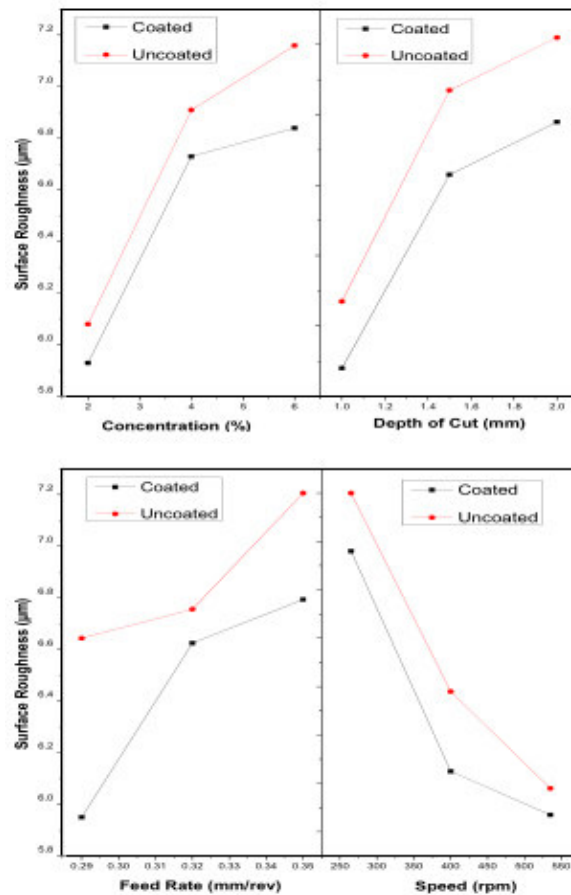 Coated
Uncoated
Coated
Uncoated
Surface Roughness (μm)
7.2
7.0
6.8
6.6
6.4
6.2
6.0
5.8
2 3 4 5 6
1.0 1.2 1.4 1.6 1.8 2.0
Concentration (%)
Depth of Cut (mm)
Coated
Uncoated
Coated
Uncoated
Surface Roughness (μm)
7.2
7.0
6.8
6.6
6.4
6.2
6.0
5.8
0.29 0.30 0.31 0.32 0.33 0.34 0.35
250 300 350 400 450 500 550
Feed Rate (mm/rev)
Speed (rpm)